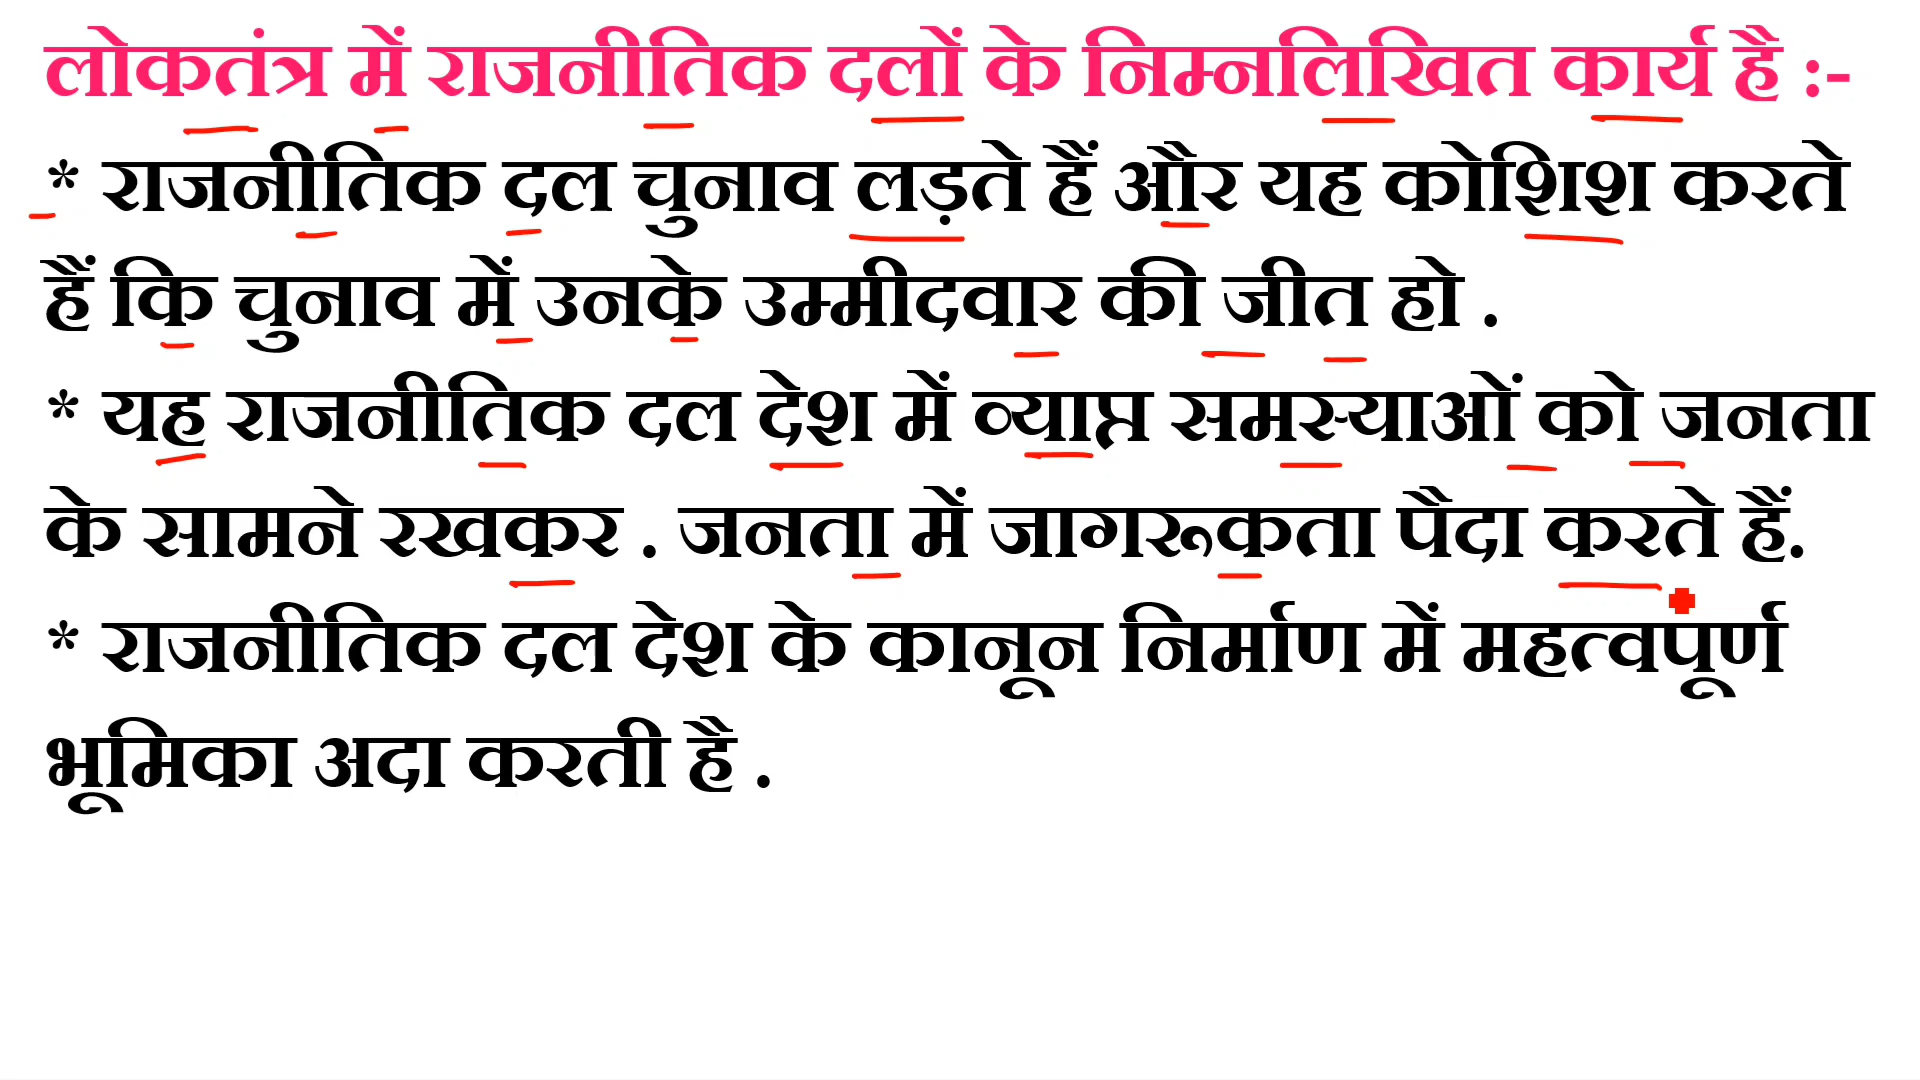 लोकतंत्र में राजनीतिक दलों के निम्नलिखित कार्य है :-
* राजनीतिक दल चुनाव लड़ते हैं और यह कोशिश करते
हैं कि चुनाव में उनके उम्मीदवार की जीत हो .
* यह राजनीतिक दल देश में व्याप्त समस्याओं को जनता
के सामने रखकर . जनता में जागरूकता पैदा करते हैं.
* राजनीतिक दल देश के कानून निर्माण में महत्वपूर्ण
भूमिका अदा करती है .